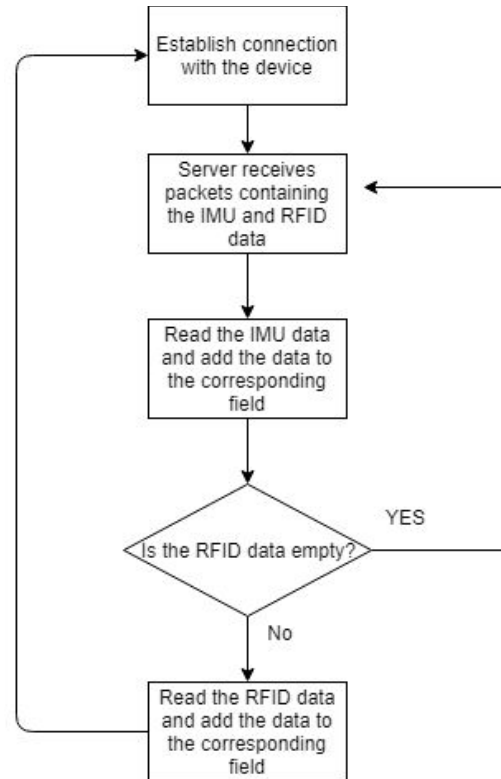 Establish connection
with the device
Server receives
packets containing
the IMU and RFID
data
Read the IMU data
and add the data to
the corresponding
field
Is the RFID data empty?
YES
No
Read the RFID data
and add the data to
the corresponding
field